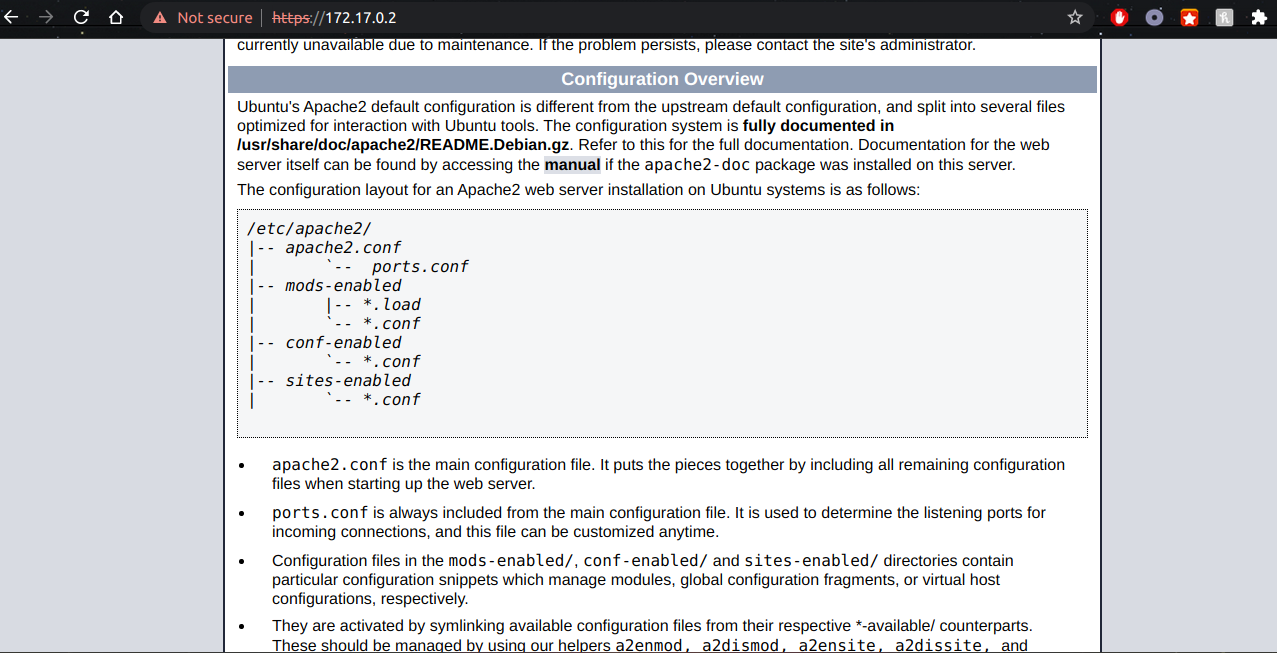 Not secure | https://172.17.0.2
currently unavailable due to maintenance. If the problem persists, please contact the site's administrator.
Configuration Overview
Ubuntu's Apache2 default configuration is different from the upstream default configuration, and split into several files
optimized for interaction with Ubuntu tools. The configuration system is fully documented in
/usr/share/doc/apache2/README.Debian.gz. Refer to this for the full documentation. Documentation for the web
server itself can be found by accessing the manual if the apache2-doc package was installed on this server.
The configuration layout for an Apache2 web server installation on Ubuntu systems is as follows:
/etc/apache2/
|-- apache2.conf
|       `--  ports.conf
|-- mods-enabled
|       |-- *.load
|       `-- *.conf
|-- conf-enabled
|       `-- *.conf
|-- sites-enabled
|       `-- *.conf
• apache2.conf is the main configuration file. It puts the pieces together by including all remaining configuration
files when starting up the web server.
• ports.conf is always included from the main configuration file. It is used to determine the listening ports for
incoming connections, and this file can be customized anytime.
• Configuration files in the mods-enabled/, conf-enabled/ and sites-enabled/ directories contain
particular configuration snippets which manage modules, global configuration fragments, or virtual host
configurations, respectively.
• They are activated by symlinking available configuration files from their respective *-available/ counterparts.
These should be managed by using our helpers a2enmod, a2dismod, a2ensite, a2dissite, and